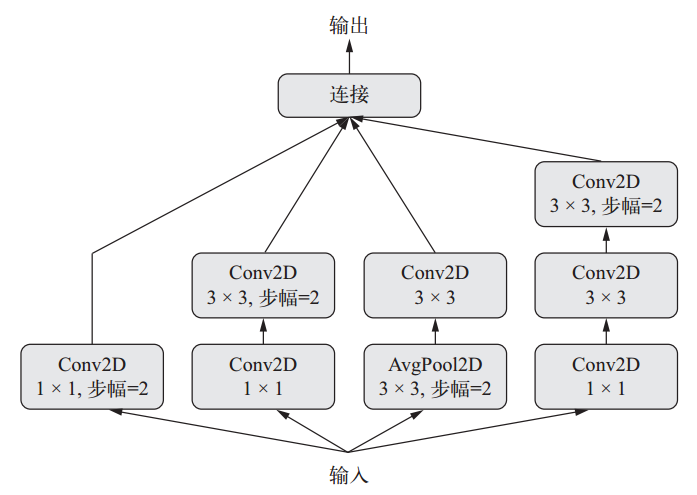 输出
连接
Conv2D
3 × 3, 步幅=2
Conv2D
3 × 3, 步幅=2
Conv2D
3 × 3
Conv2D
3 × 3
Conv2D
1 × 1, 步幅=2
Conv2D
1 × 1
AvgPool2D
3 × 3, 步幅=2
Conv2D
1 × 1
输入